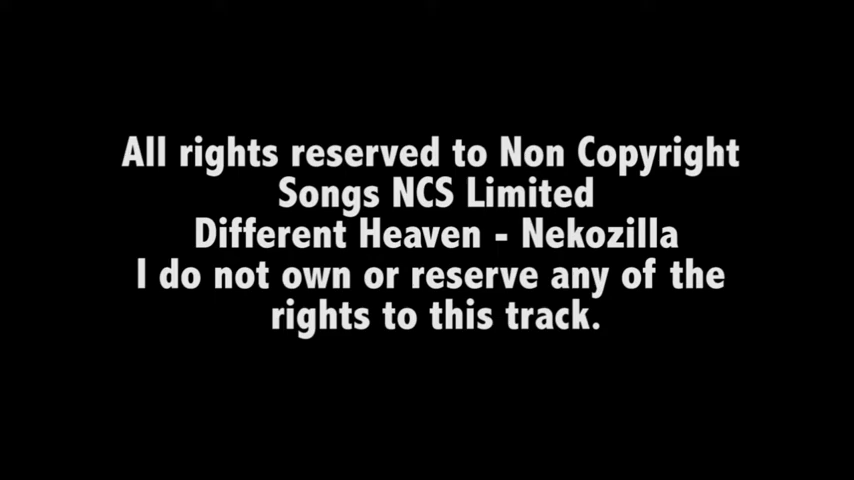 All rights reserved to Non Copyright
Songs NCS Limited
Different Heaven - Nekozilla
I do not own or reserve any of the
rights to this track.